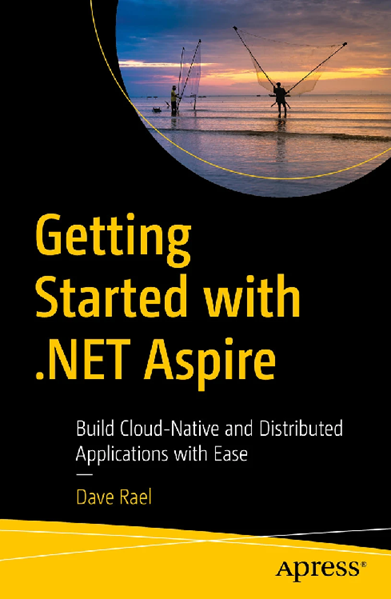 Getting
Started with
.NET Aspire
Build Cloud-Native and Distributed
Applications with Ease
—
Dave Rael
Apress®